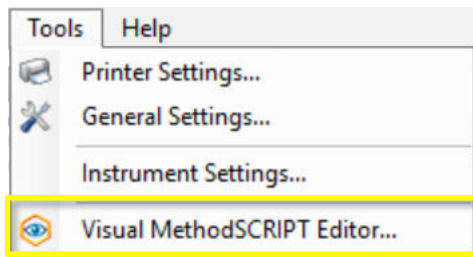 Tools Help
Printer Settings...
General Settings...
Instrument Settings...
Visual MethodSCRIPT Editor...